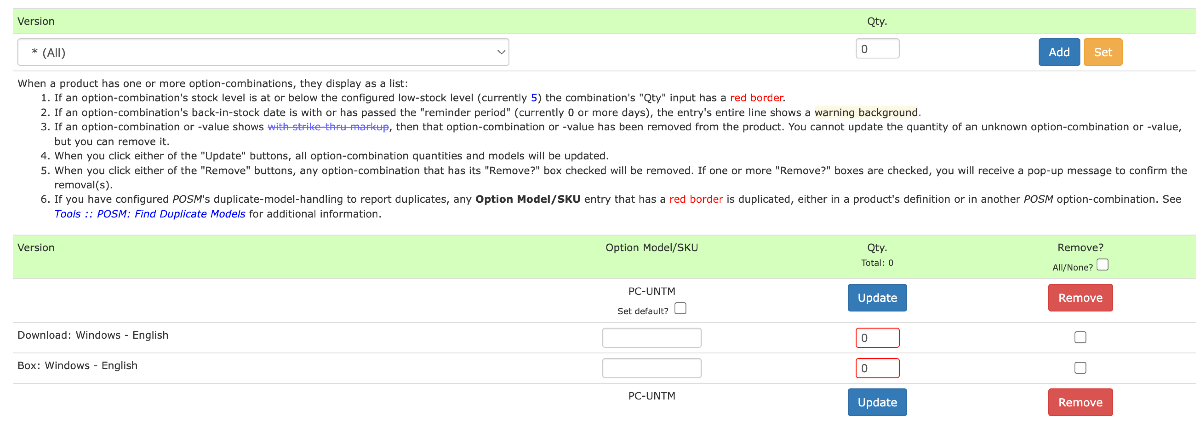 Version Qty.
* (All) 0 Add Set
When a product has one or more option-combinations, they display as a list:
1. If an option-combination's stock level is at or below the configured low-stock level (currently 5) the combination's "Qty" input has a red border.
2. If an option-combination's back-in-stock date is with or has passed the "reminder period" (currently 0 or more days), the entry's entire line shows a warning background.
3. If an option-combination or -value shows with strike-thru markup, then that option-combination or -value has been removed from the product. You cannot update the quantity of an unknown option-combination or -value,
but you can remove it.
4. When you click either of the "Update" buttons, all option-combination quantities and models will be updated.
5. When you click either of the "Remove" buttons, any option-combination that has its "Remove?" box checked will be removed. If one or more "Remove?" boxes are checked, you will receive a pop-up message to confirm the
removal(s).
6. If you have configured POSM's duplicate-model-handling to report duplicates, any Option Model/SKU entry that has a red border is duplicated, either in a product's definition or in another POSM option-combination. See
Tools :: POSM: Find Duplicate Models for additional information.
Version Option Model/SKU Qty. Remove?
Total: 0 All/None?
PC-UNTM Update Remove
Set default?
Download: Windows - English 0
Box: Windows - English 0
PC-UNTM Update Remove